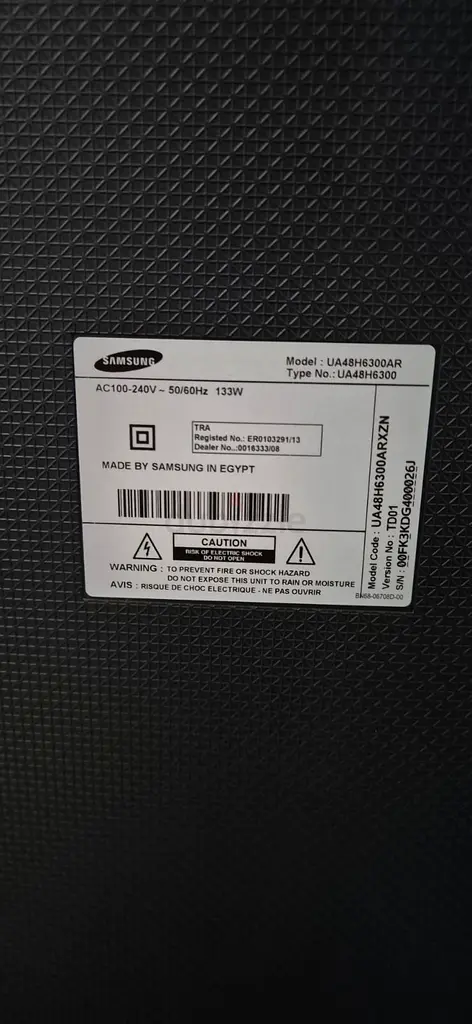 SAMSUNG
Model : UA48H6300AR
Type No.: UA48H6300
AC100-240V ~ 50/60Hz 133W
TRA
Registed No.: ER0103291/13
Dealer No..:0016333/08
MADE BY SAMSUNG IN EGYPT
CAUTION
RISK OF ELECTRIC SHOCK
DO NOT OPEN
WARNING : TO PREVENT FIRE OR SHOCK HAZARD
DO NOT EXPOSE THIS UNIT TO RAIN OR MOISTURE
AVIS : RISQUE DE CHOC ELECTRIQUE - NE PAS OUVRIR
Model Code : UA48H6300ARXZN
Version No : TD01
S/N : 00FK3KDG400026J
BN68-06708D-00